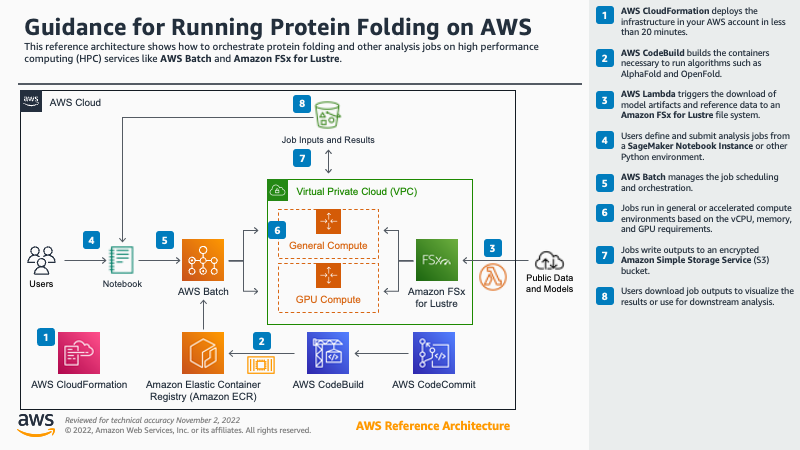 Guidance for Running Protein Folding on AWS
This reference architecture shows how to orchestrate protein folding and other analysis jobs on high performance
computing (HPC) services like AWS Batch and Amazon FSx for Lustre.
aws
AWS Cloud
8
Job Inputs and Results
7
Virtual Private Cloud (VPC)
6
General Compute
GPU Compute
4
5
3
FSx
Users
Notebook
AWS Batch
Amazon FSx
for Lustre
Public Data
and Models
1
2
AWS CloudFormation
Amazon Elastic Container
Registry (Amazon ECR)
AWS CodeBuild
AWS CodeCommit
aws
Reviewed for technical accuracy November 2, 2022
© 2022, Amazon Web Services, Inc. or its affiliates. All rights reserved.
AWS Reference Architecture
1
AWS CloudFormation deploys the
infrastructure in your AWS account in less
than 20 minutes.
2
AWS CodeBuild builds the containers
necessary to run algorithms such as
AlphaFold and OpenFold.
3
AWS Lambda triggers the download of
model artifacts and reference data to an
Amazon FSx for Lustre file system.
4
Users define and submit analysis jobs from
a SageMaker Notebook Instance or other
Python environment.
5
AWS Batch manages the job scheduling
and orchestration.
6
Jobs run in general or accelerated compute
environments based on the vCPU, memory,
and GPU requirements.
7
Jobs write outputs to an encrypted
Amazon Simple Storage Service (S3)
bucket.
8
Users download job outputs to visualize the
results or use for downstream analysis.